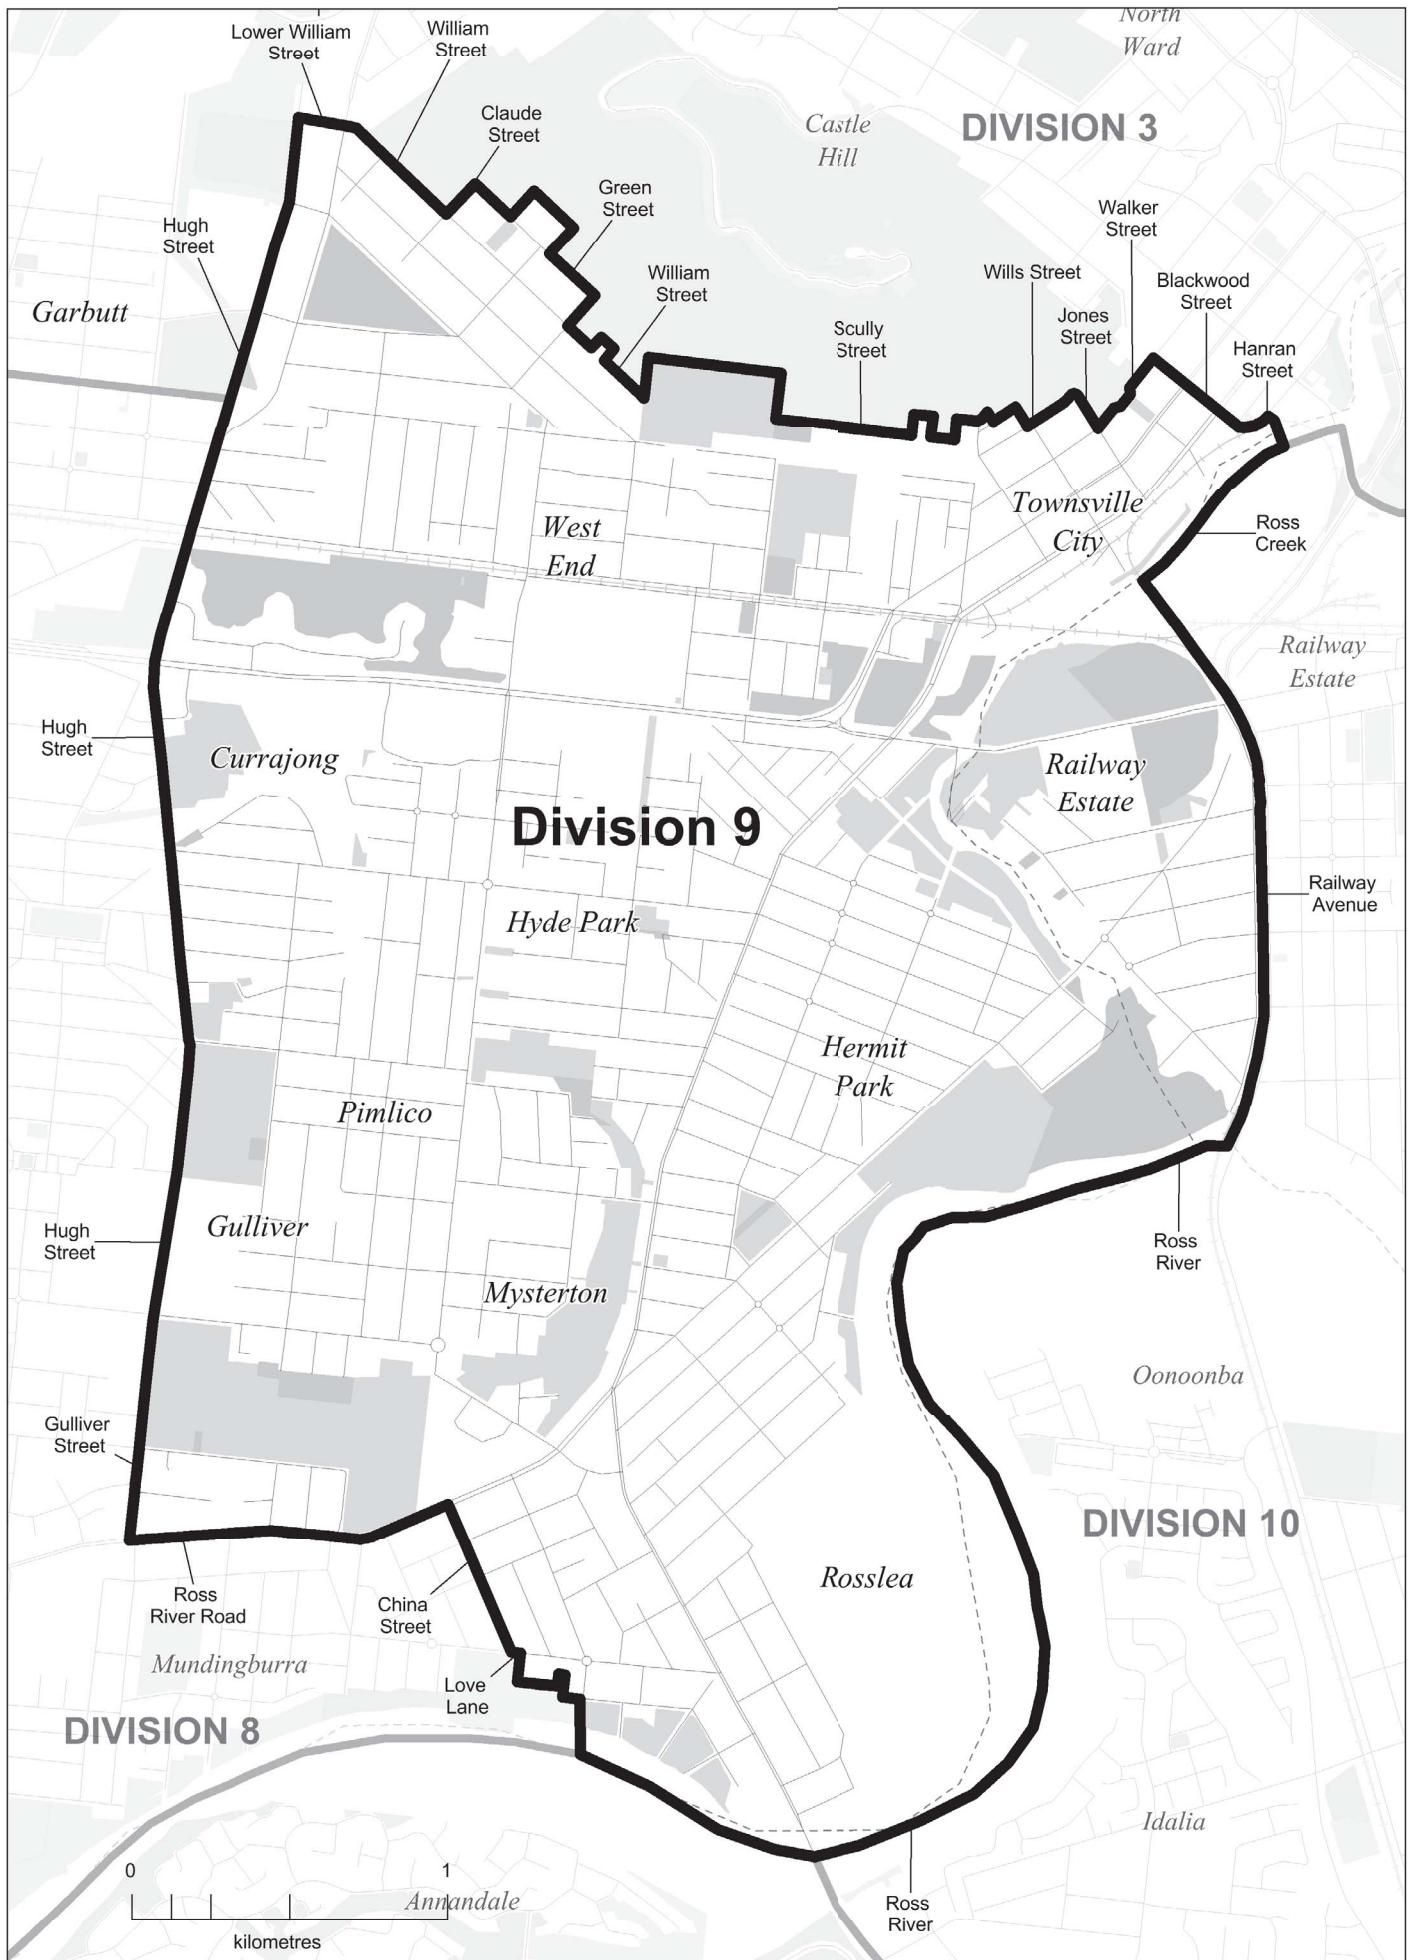 North
Ward
Lower William
Street
William
Street
Castle
Hill
DIVISION 3
Claude
Street
Green
Street
Walker
Street
Hugh
Street
William
Street
Wills Street
Blackwood
Street
Garbutt
Scully
Street
Jones
Street
Hanran
Street
West
End
Townsville
City
Ross
Creek
Railway
Estate
Hugh
Street
Currajong
Railway
Estate
Division 9
Railway
Avenue
Hyde Park
Hermit
Park
Pimlico
Hugh
Street
Gulliver
Ross
River
Mysterton
Oonoonba
Gulliver
Street
DIVISION 10
Rosslea
Ross
River Road
China
Street
Mundingburra
Love
Lane
DIVISION 8
Idalia
0 1
kilometres
Annandale
Ross
River